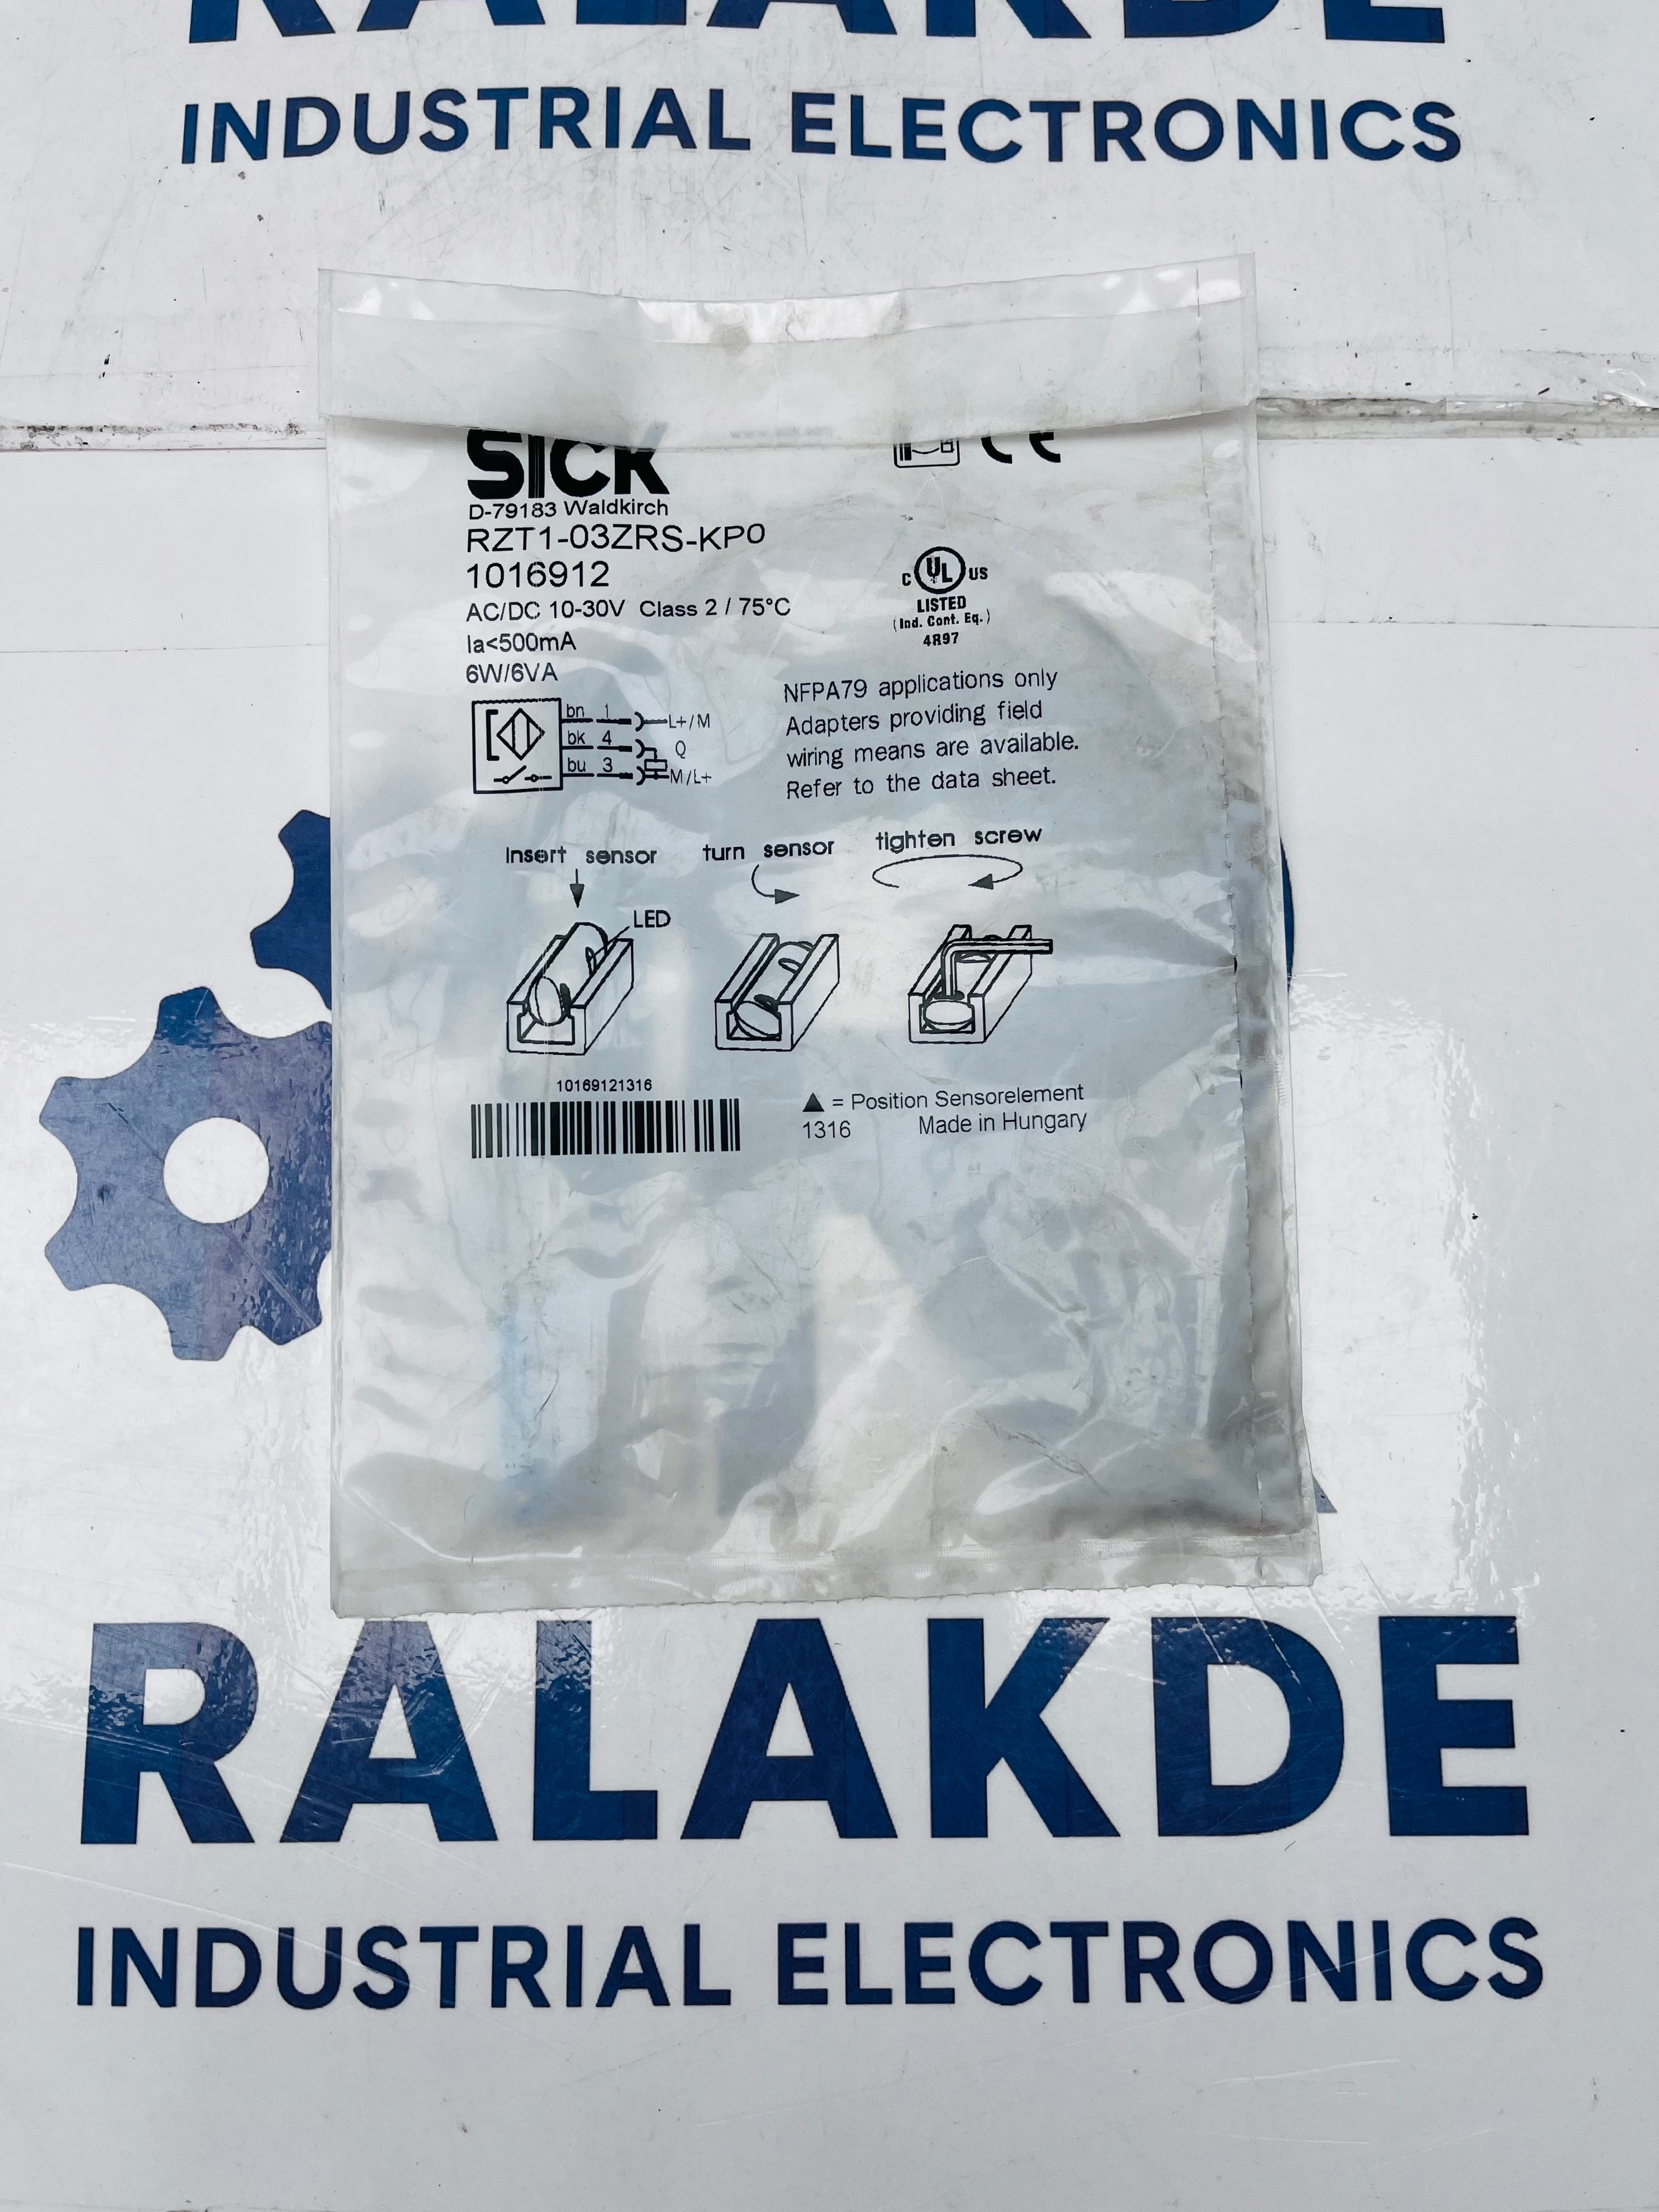 RALAKDE
INDUSTRIAL ELECTRONICS
SICK
CE
D-79183 Waldkirch
RZT1-03ZRS-KP0
1016912
AC/DC 10-30V Class 2 / 75°C
Ia<500mA
6W/6VA
C UL US
LISTED
(Ind. Cont. Eq.)
4R97
bn 1 L+/M
bk 4 Q
bu 3 M/L+
NFPA79 applications only
Adapters providing field
wiring means are available.
Refer to the data sheet.
Insert sensor
turn sensor
tighten screw
LED
10169121316
▲ = Position Sensorelement
1316 Made in Hungary
RALAKDE
INDUSTRIAL ELECTRONICS